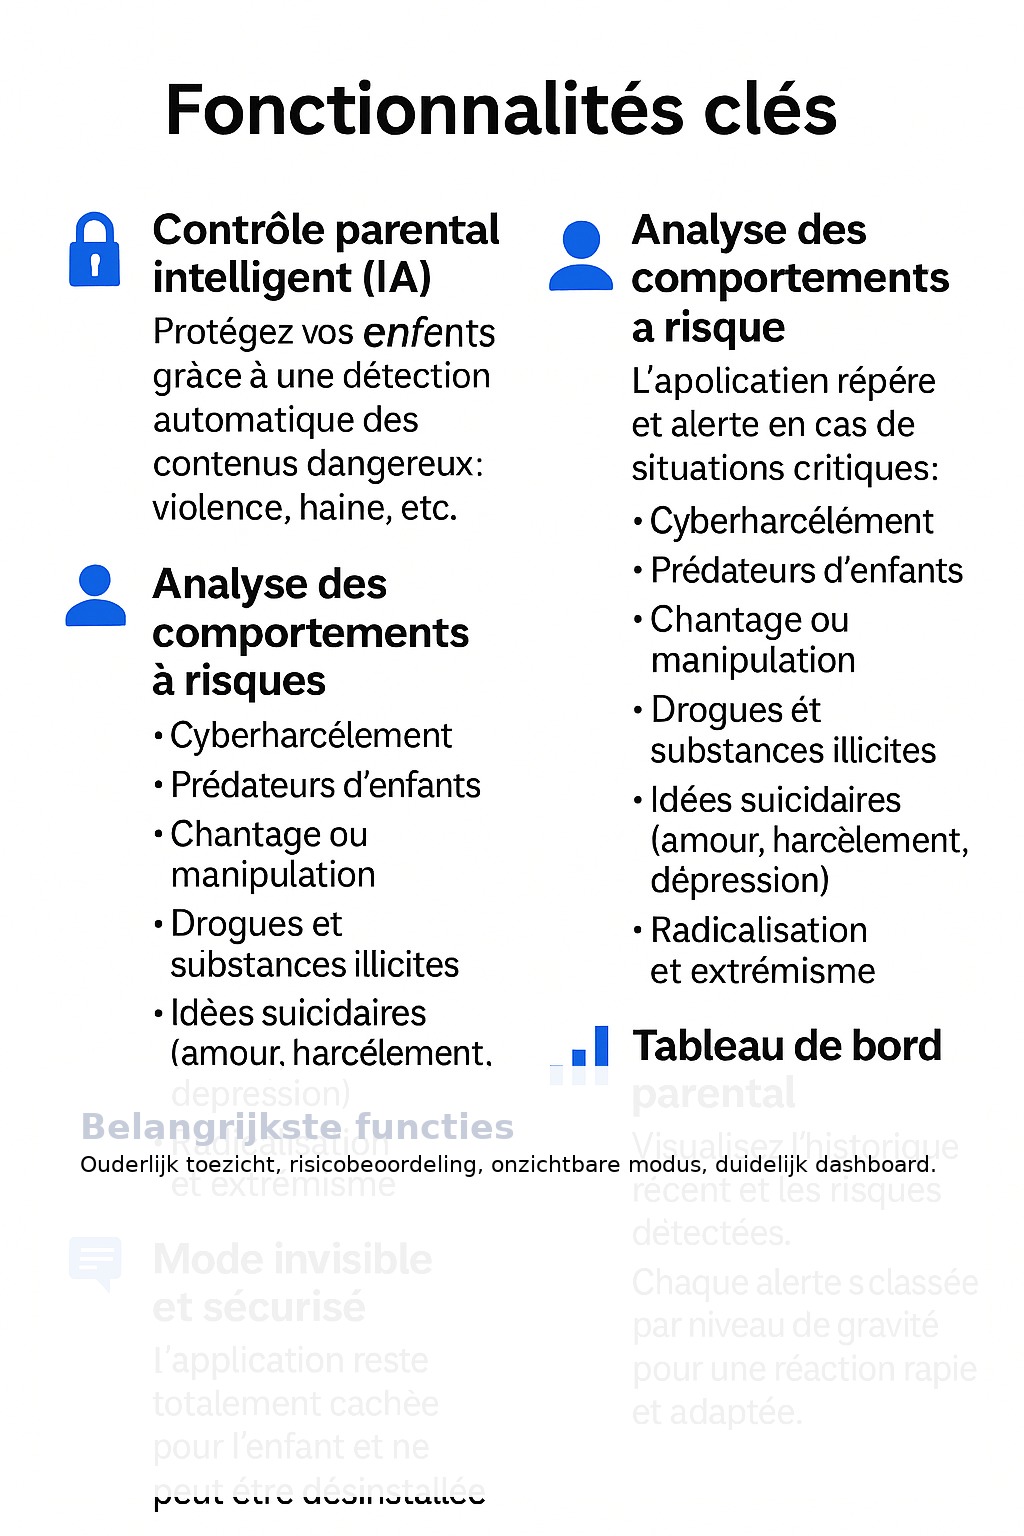 Fonctionnalités clés
Contrôle parental
intelligent (IA)
Protégez vos enfents
gràce à une détection
automatique des
contenus dangereux:
violence, haine, etc.
Analyse des
comportements
à risques
• Cyberharcélement
• Prédateurs d’enfants
• Chantage ou
manipulation
• Drogues et
substances illicites
• Idèes suicidaires
(amour, harcélement,
depression)
• Radicalisation
et extrémisme
Mode invisible
et sécurisé
L’application reste
totalement cachèe
pour l’enfant et ne
peut étre désinstallée
Analyse des
comportements
a risque
L’apolicatien répére
et alerte en cas de
situations critiques:
• Cyberharcélément
• Prédateurs d’enfants
• Chantage ou
manipulation
• Drogues ét
substances illicites
• Idées suicidaires
(amour, harcèlement,
dépression)
• Radicalisation
et extrémisme
Tableau de bord
parental
Visualisez l’historique
récent et les risques
détectées.
Chaque alerte s classée
par niveau de gravité
pour une réaction rapie
et adaptée.
Belangrijkste functies
Ouderlijk toezicht, risicobeoordeling, onzichtbare modus, duidelijk dashboard.